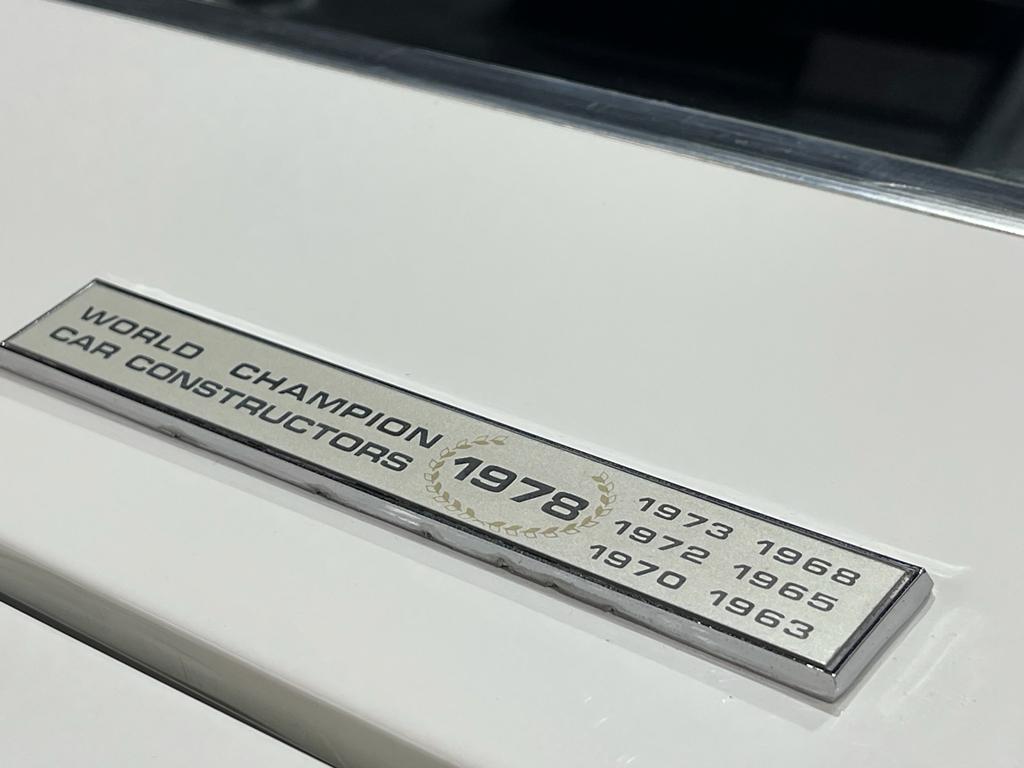 WORLD CHAMPION
CAR CONSTRUCTORS
1978
1973 1968
1972 1965
1970 1963